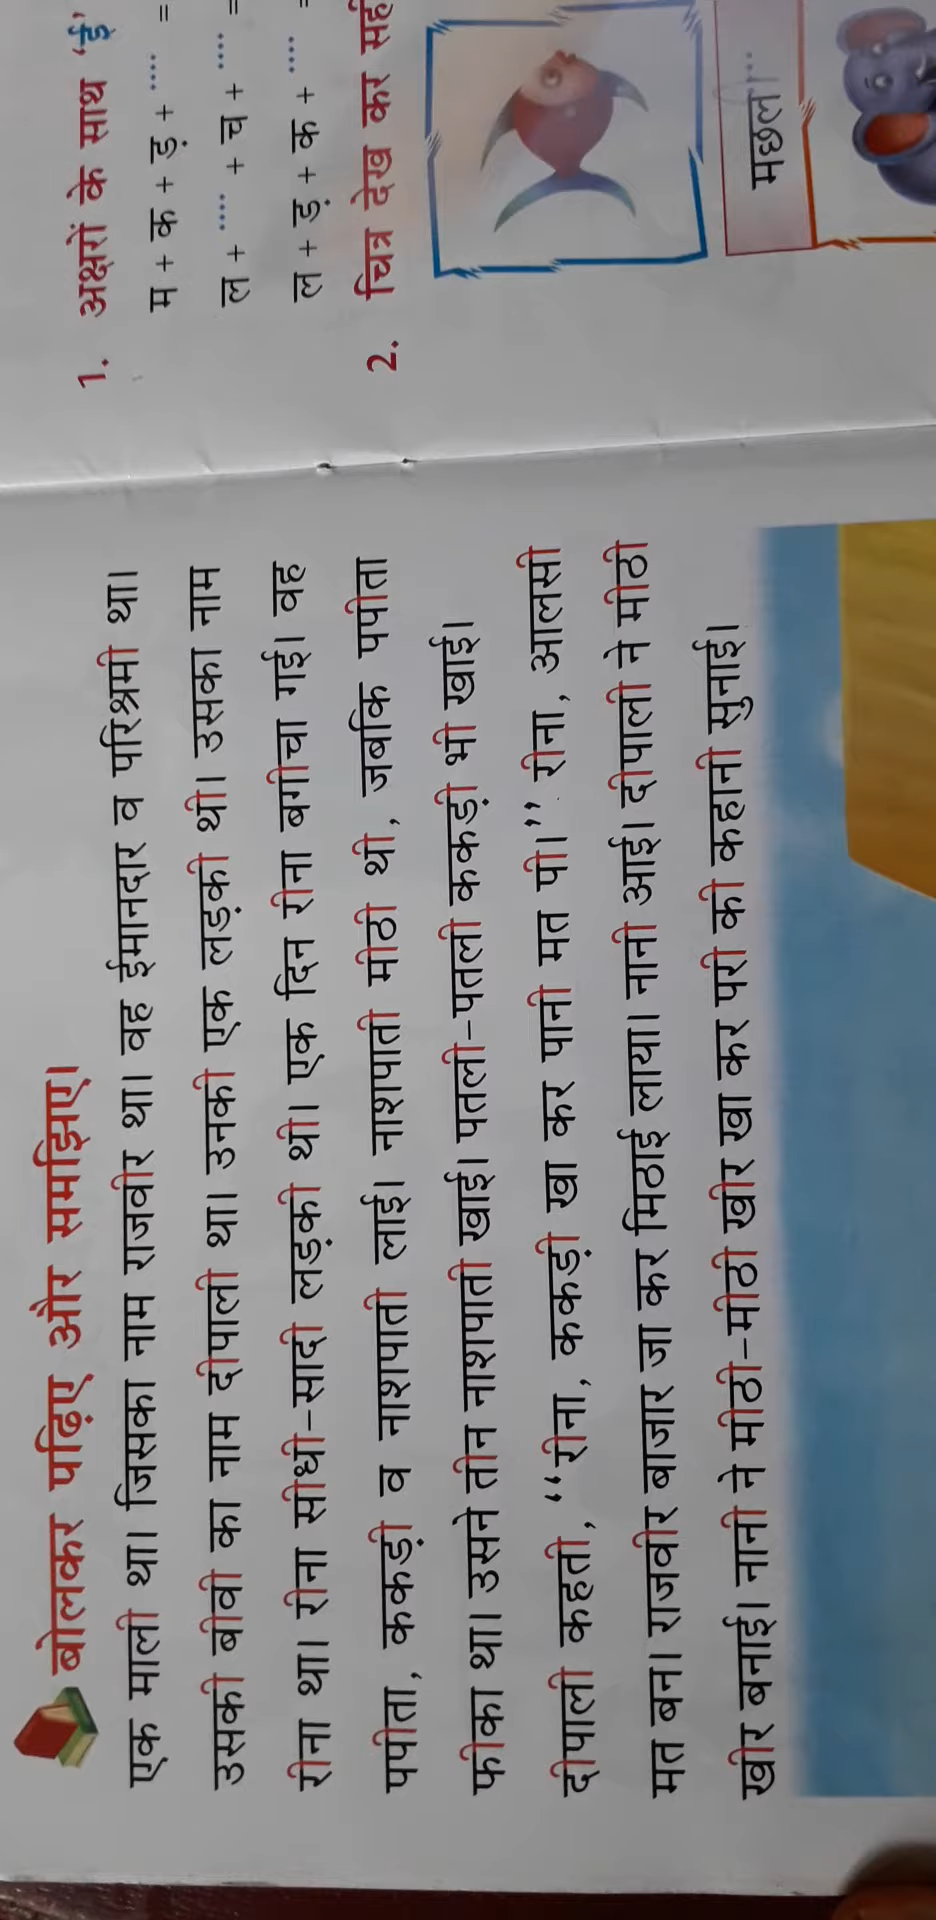 बोलकर पढ़िए और समझिए।
एक माली था। जिसका नाम राजवीर था। वह ईमानदार व परिश्रमी था।
उसकी बीवी का नाम दीपाली था। उनकी एक लड़की थी। उसका नाम
रीना था। रीना सीधी-सादी लड़की थी। एक दिन रीना बगीचा गई। वह
पपीता, ककड़ी व नाशपाती लाई। नाशपाती मीठी थी, जबकि पपीता
फीका था। उसने तीन नाशपाती खाई। पतली-पतली ककड़ी भी खाई।
दीपाली कहती, “रीना, ककड़ी खा कर पानी मत पी।” रीना, आलसी
मत बन। राजवीर बाजार जा कर मिठाई लाया। नानी आई। दीपाली ने मीठी
खीर बनाई। नानी ने मीठी-मीठी खीर खा कर परी की कहानी सुनाई।
1. अक्षरों के साथ 'ई'
म + क + ड़ + .... =
ल + .... + च + .... =
ल + ड़ + क + .... =
2. चित्र देख कर
मछल...